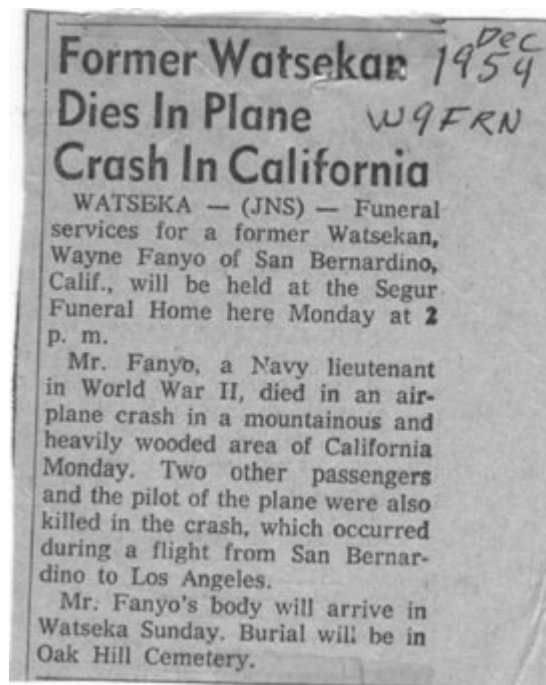 Former Watsekan
Dies In Plane
Crash In California
Dec
1954
W9FRN
WATSEKA — (JNS) — Funeral
services for a former Watsekan,
Wayne Fanyo of San Bernardino,
Calif., will be held at the Segur
Funeral Home here Monday at 2
p. m.
Mr. Fanyo, a Navy lieutenant
in World War II, died in an air-
plane crash in a mountainous and
heavily wooded area of California
Monday. Two other passengers
and the pilot of the plane were also
killed in the crash, which occurred
during a flight from San Bernar-
dino to Los Angeles.
Mr. Fanyo's body will arrive in
Watseka Sunday. Burial will be in
Oak Hill Cemetery.